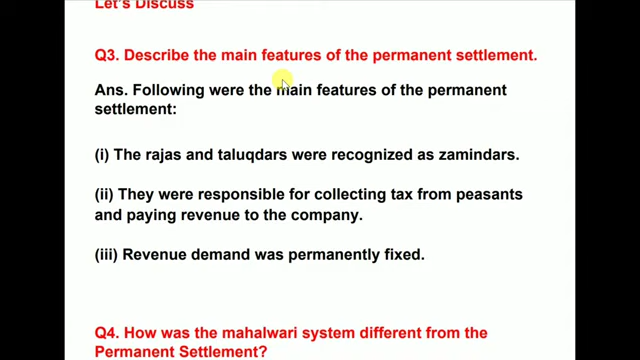 Let's Discuss
Q3. Describe the main features of the permanent settlement.
Ans. Following were the main features of the permanent
settlement:
(i) The rajas and taluqdars were recognized as zamindars.
(ii) They were responsible for collecting tax from peasants
and paying revenue to the company.
(iii) Revenue demand was permanently fixed.
Q4. How was the mahalwari system different from the
Permanent Settlement?